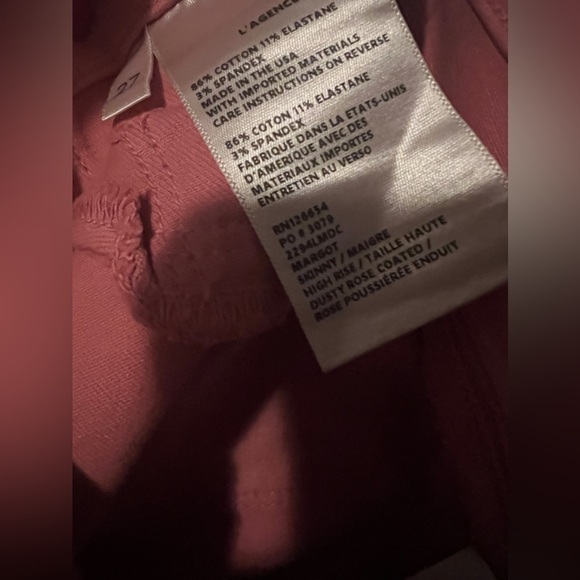 27
L'AGENCE
86% COTTON 11% ELASTANE
3% SPANDEX
MADE IN THE USA
WITH IMPORTED MATERIALS
CARE INSTRUCTIONS ON REVERSE
86% COTON 11% ELASTANE
3% SPANDEX
FABRIQUE DANS LA ETATS-UNIS
D'AMERIQUE AVEC DES
MATERIAUX IMPORTES
ENTRETIEN AU VERSO
RN126654
PO # 3079
2294LMDC
MARGOT
SKINNY / MAIGRE
HIGH RISE / TAILLE HAUTE
DUSTY ROSE COATED /
ROSE POUSSIÉRÉE ENDUIT